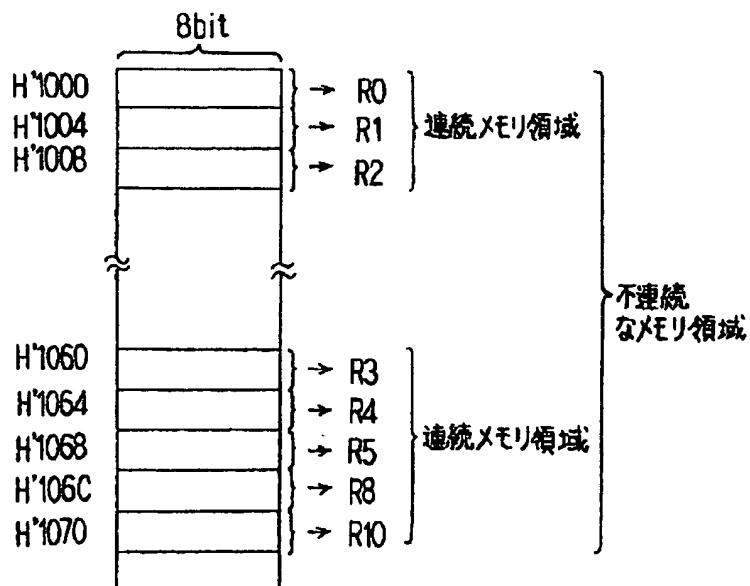 8bit
H'1000 → R0
H'1004 → R1 連続メモリ領域
H'1008 → R2
不連続
なメモリ領域
H'1060 → R3
H'1064 → R4
H'1068 → R5 連続メモリ領域
H'106C → R8
H'1070 → R10